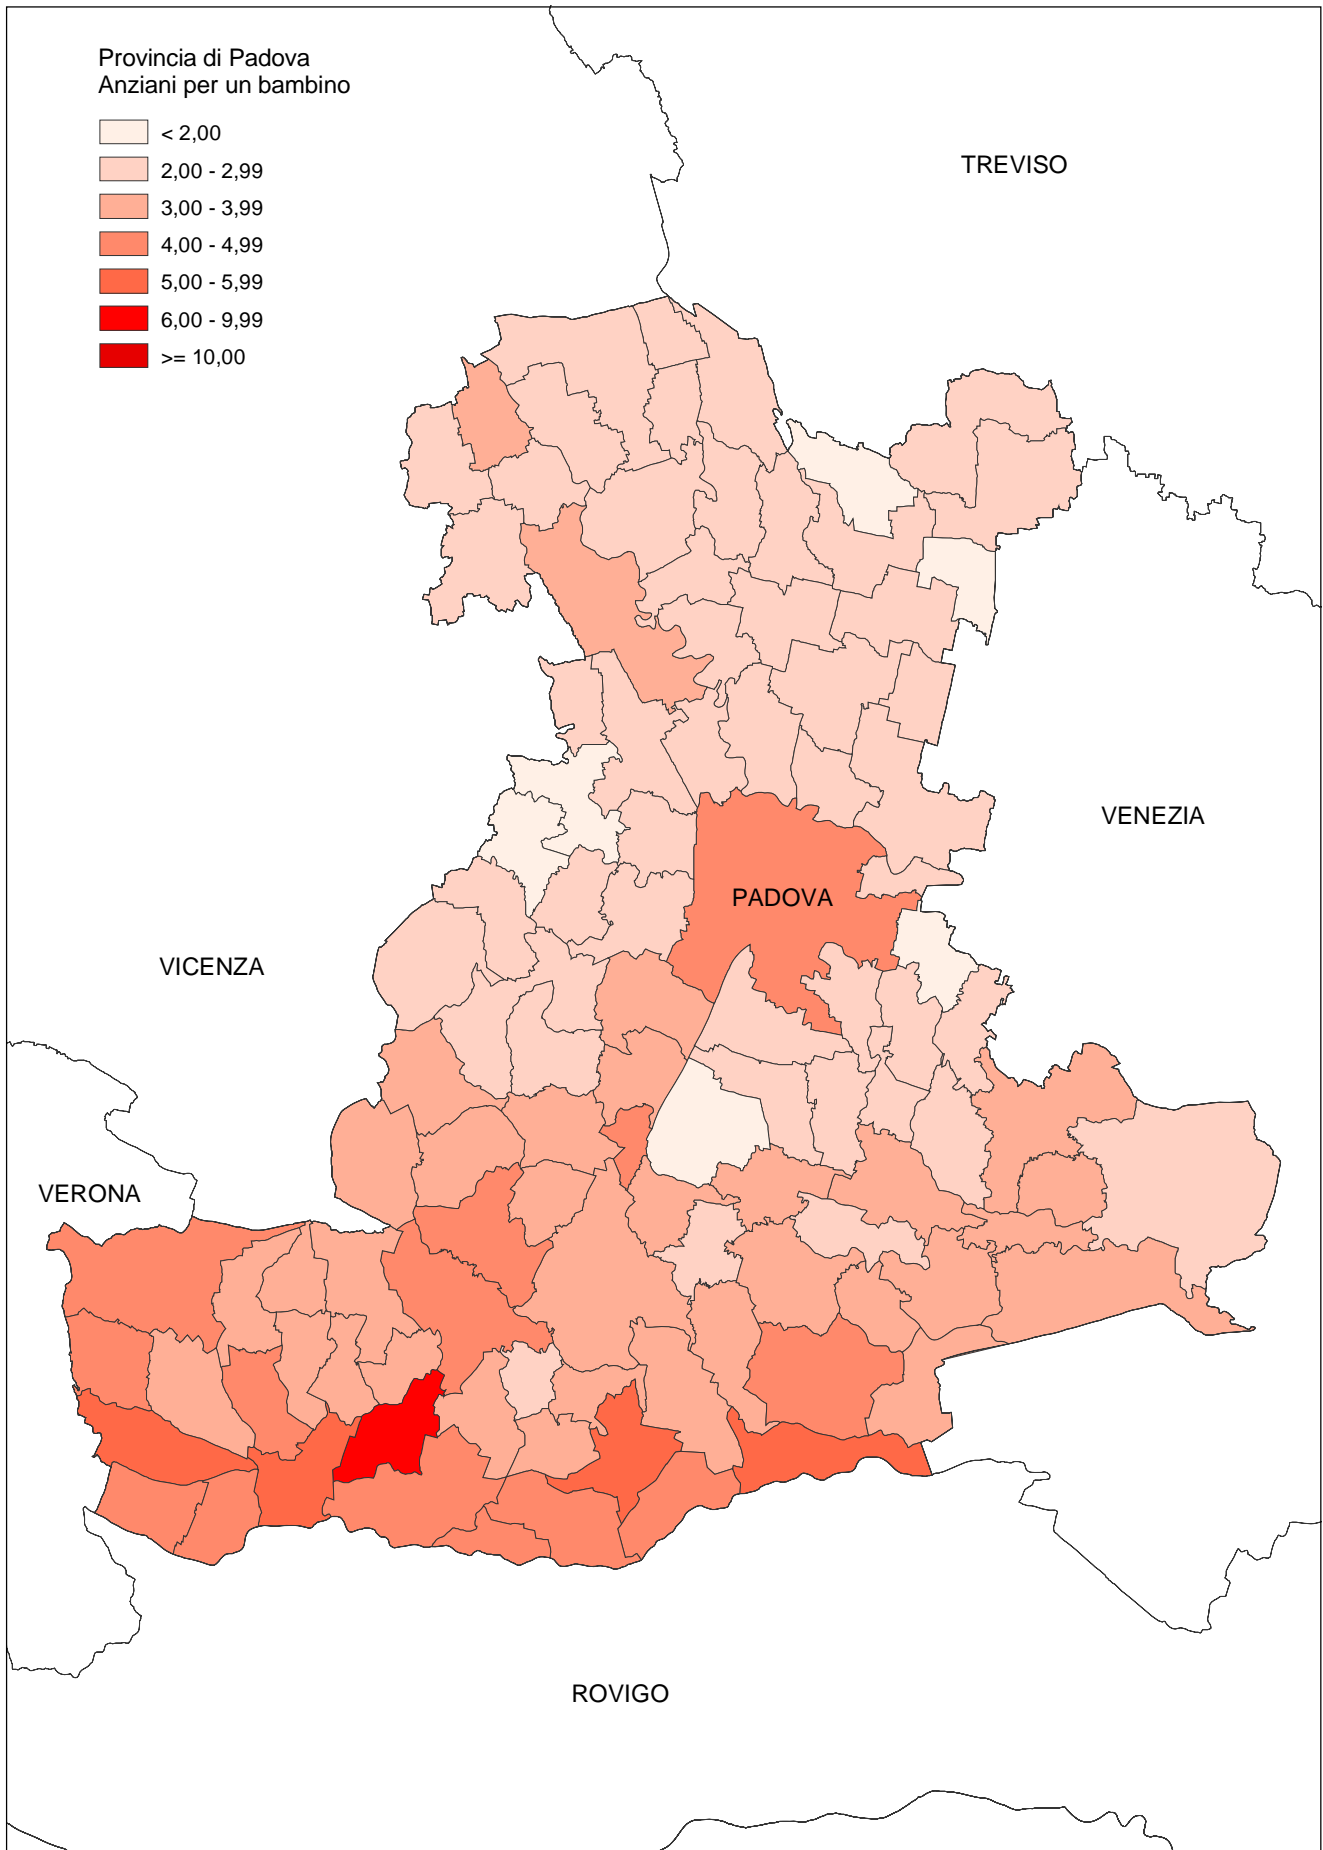 Provincia di Padova
Anziani per un bambino
< 2,00
2,00 - 2,99
3,00 - 3,99
4,00 - 4,99
5,00 - 5,99
6,00 - 9,99
>= 10,00
TREVISO
VENEZIA
PADOVA
VICENZA
VERONA
ROVIGO